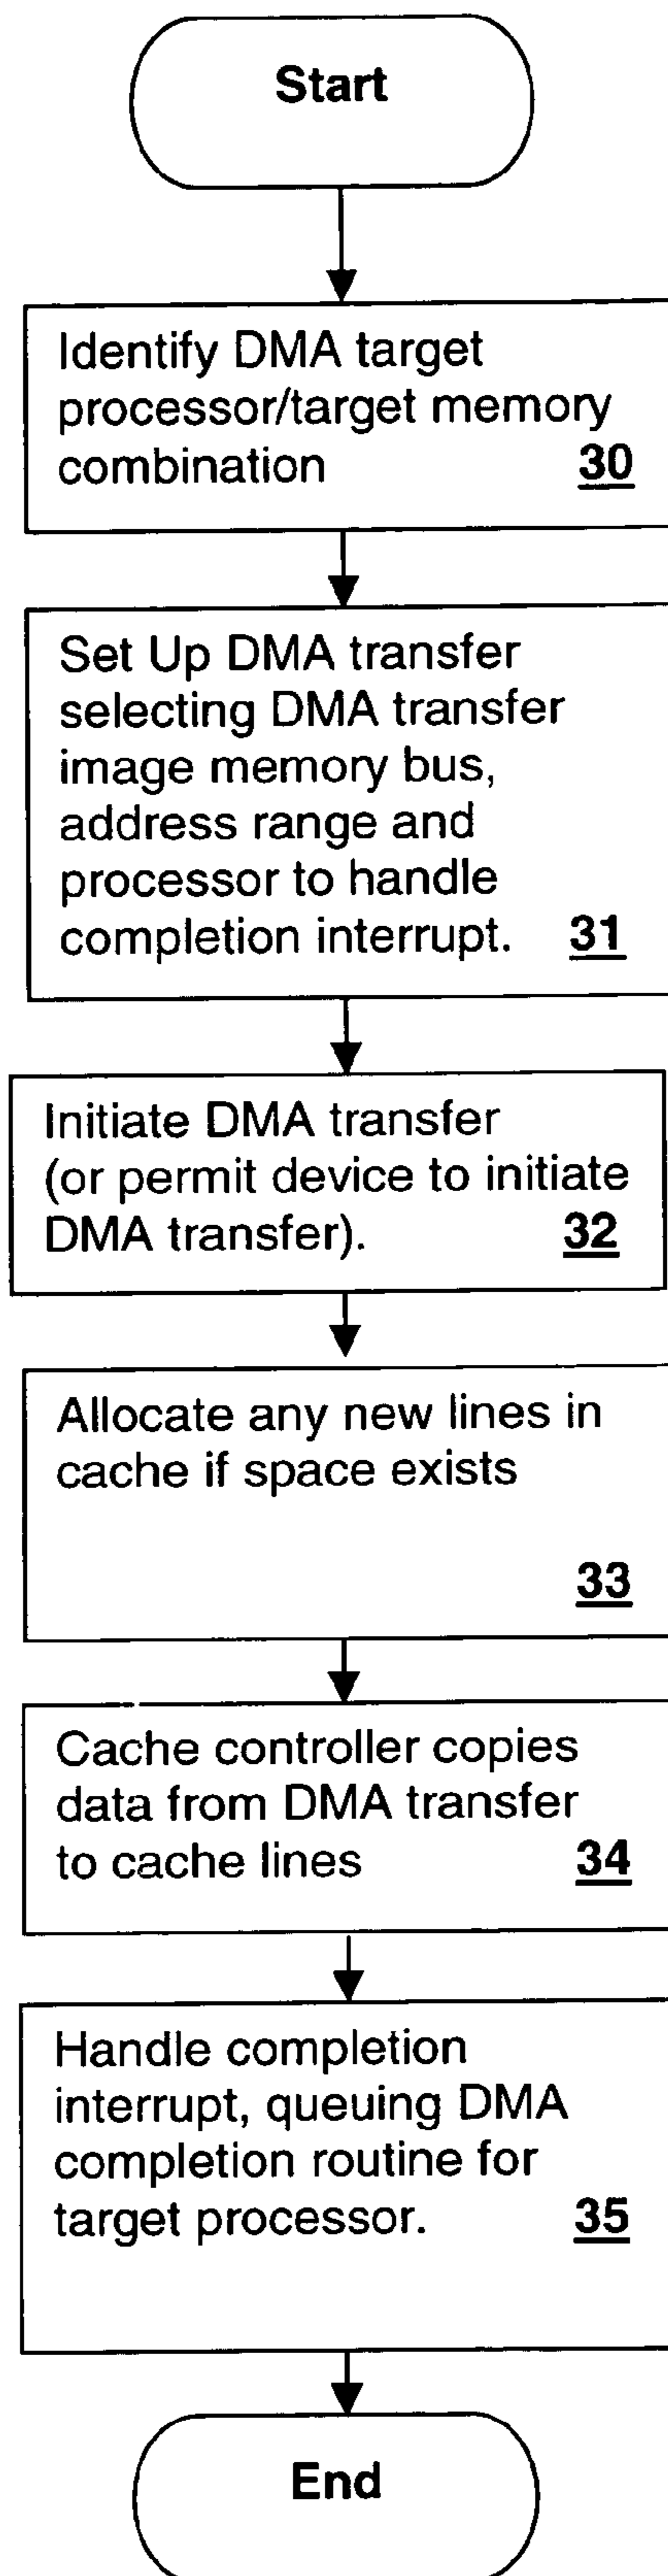 Start
Identify DMA target
processor/target memory
combination 30
Set Up DMA transfer
selecting DMA transfer
image memory bus,
address range and
processor to handle
completion interrupt. 31
Initiate DMA transfer
(or permit device to initiate
DMA transfer). 32
Allocate any new lines in
cache if space exists
33
Cache controller copies
data from DMA transfer
to cache lines 34
Handle completion
interrupt, queuing DMA
completion routine for
target processor. 35
End